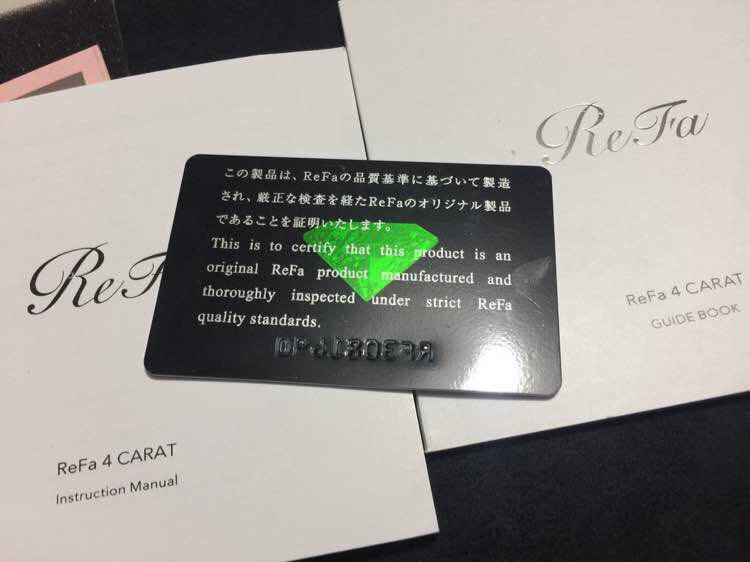 ReFa
この製品は、ReFaの品質基準に基づいて製造
され、厳正な検査を経たReFaのオリジナル製品
であることを証明いたします。
This is to certify that this product is an
original ReFa product manufactured and
thoroughly inspected under strict ReFa
quality standards.
ReFa 4 CARAT
GUIDE BOOK
ReFa 4 CARAT
Instruction Manual